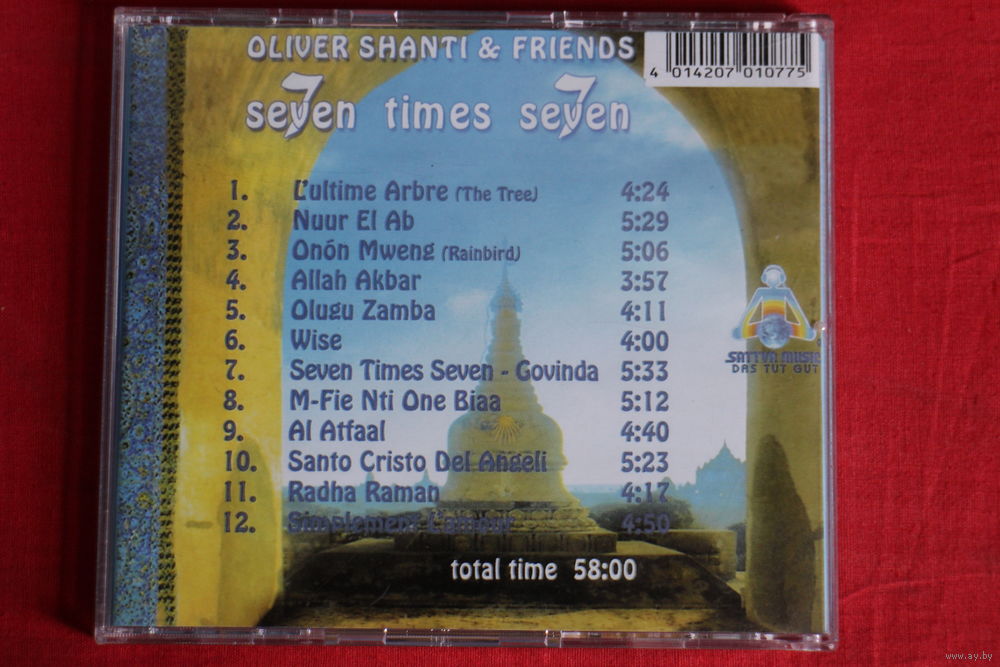 OLIVER SHANTI & FRIENDS
seven times seven
4 014207 010775
1. L'ultime Arbre (The Tree) 4:24
2. Nuur El Ab 5:29
3. Onón Mweng (Rainbird) 5:06
4. Allah Akbar 3:57
5. Olugu Zamba 4:11
6. Wise 4:00
7. Seven Times Seven - Govinda 5:33
8. M-Fie Nti One Biaa 5:12
9. Al Atfaal 4:40
10. Santo Cristo Del Angeli 5:23
11. Radha Raman 4:17
12. Simplement L'amour 4:50
total time 58:00
SATTVA MUSIC
DAS TUT GUT
www.ay.by